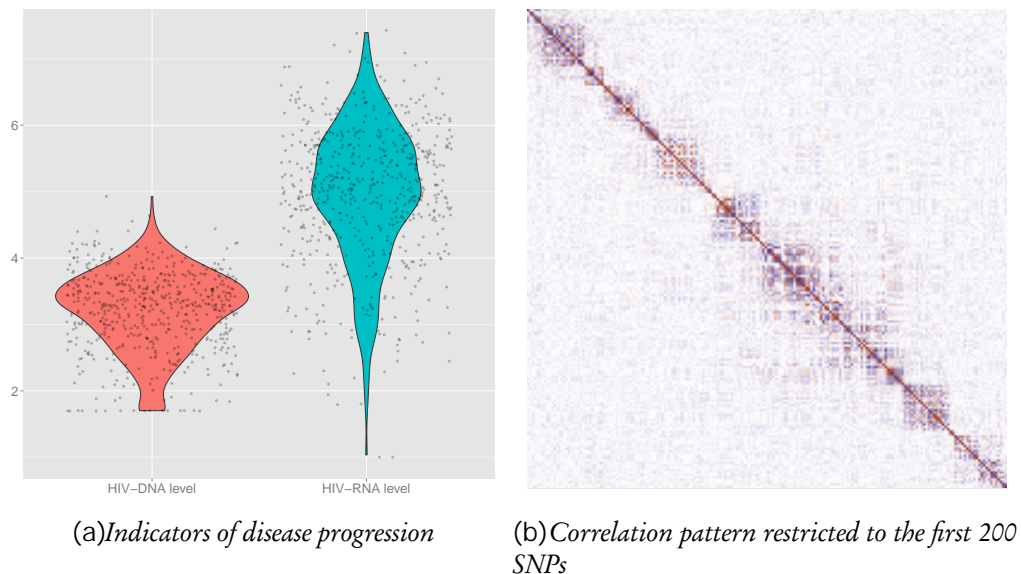 6
4
2
HIV−DNA level
HIV−RNA level
(a)Indicators of disease progression
(b)Correlation pattern restricted to the first 200
SNPs